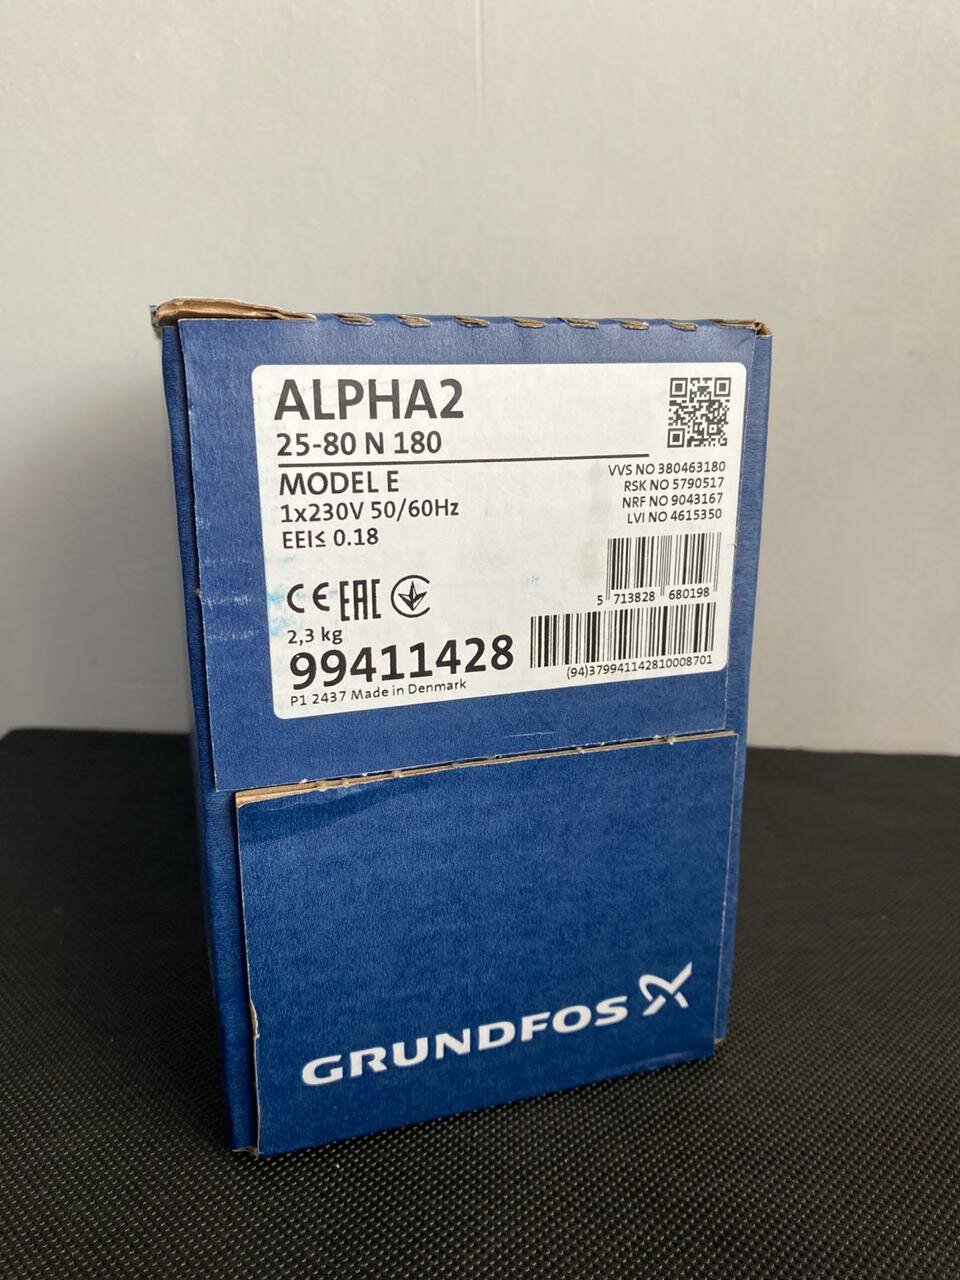 ALPHA2
25-80 N 180
MODEL E
1x230V 50/60Hz
EEI≤ 0.18
VVS NO 380463180
RSK NO 5790517
NRF NO 9043167
LVI NO 4615350
5 713828 680198
CE EAC
2,3 kg
99411428
(94)379941142810008701
P1 2437 Made in Denmark
GRUNDFOS